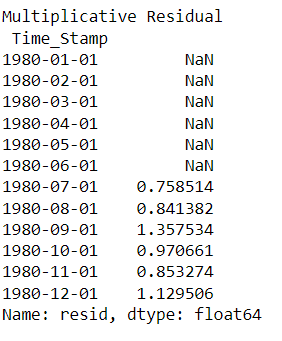 Multiplicative Residual
Time_Stamp
1980-01-01 NaN
1980-02-01 NaN
1980-03-01 NaN
1980-04-01 NaN
1980-05-01 NaN
1980-06-01 NaN
1980-07-01 0.758514
1980-08-01 0.841382
1980-09-01 1.357534
1980-10-01 0.970661
1980-11-01 0.853274
1980-12-01 1.129506
Name: resid, dtype: float64